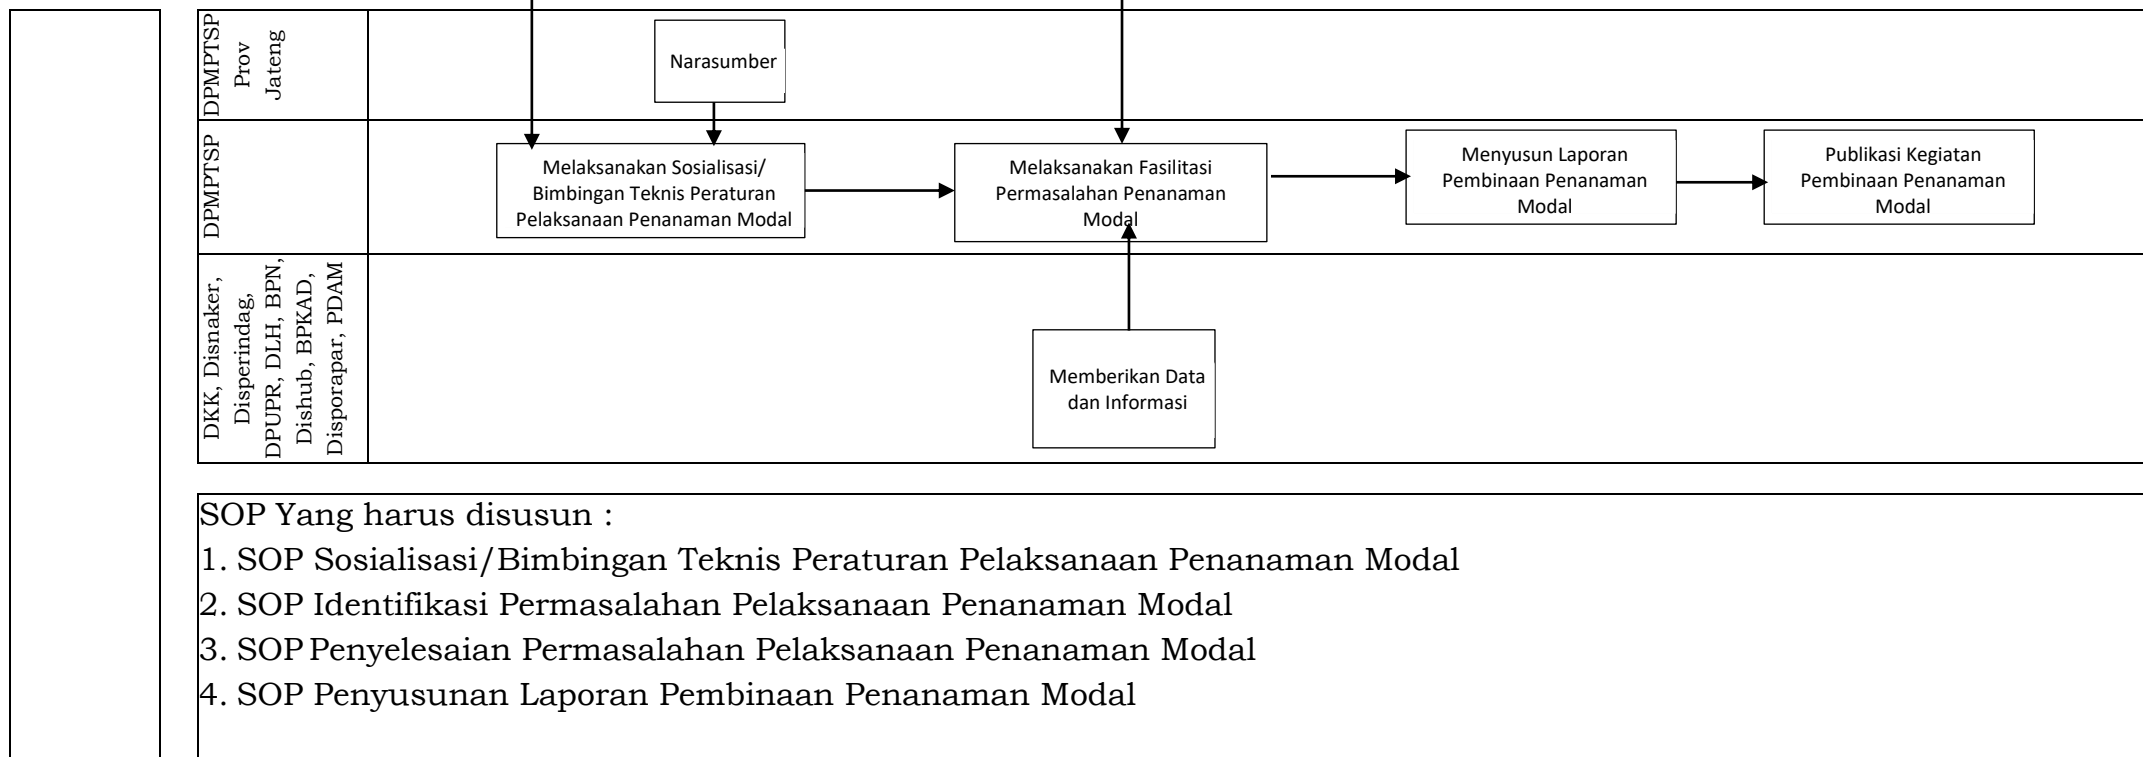 DPMPTSP
Prov
Jateng
Narasumber
DPMPTSP
Melaksanakan Sosialisasi/
Bimbingan Teknis Peraturan
Pelaksanaan Penanaman Modal
Melaksanakan Fasilitasi
Permasalahan Penanaman
Modal
Menyusun Laporan
Pembinaan Penanaman
Modal
Publikasi Kegiatan
Pembinaan Penanaman
Modal
DKK, Disnaker,
Disperindag,
DPUPR, DLH, BPN,
Dishub, BPKAD,
Disporapar, PDAM
Memberikan Data
dan Informasi
SOP Yang harus disusun :
1. SOP Sosialisasi/Bimbingan Teknis Peraturan Pelaksanaan Penanaman Modal
2. SOP Identifikasi Permasalahan Pelaksanaan Penanaman Modal
3. SOP Penyelesaian Permasalahan Pelaksanaan Penanaman Modal
4. SOP Penyusunan Laporan Pembinaan Penanaman Modal